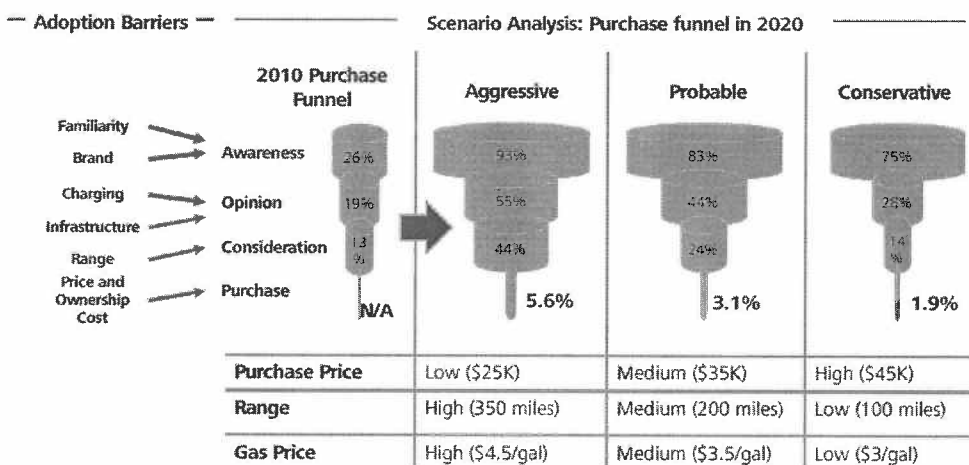 Adoption Barriers
Scenario Analysis: Purchase funnel in 2020
2010 Purchase
Funnel
Aggressive
Probable
Conservative
Familiarity
Brand
Charging
Infrastructure
Range
Price and
Ownership
Cost
Awareness
Opinion
Consideration
Purchase
26%
19%
13
%
N/A
93%
55%
44%
5.6%
83%
44%
24%
3.1%
75%
28%
14
%
1.9%
Purchase Price
Low ($25K)
Medium ($35K)
High ($45K)
Range
High (350 miles)
Medium (200 miles)
Low (100 miles)
Gas Price
High ($4.5/gal)
Medium ($3.5/gal)
Low ($3/gal)